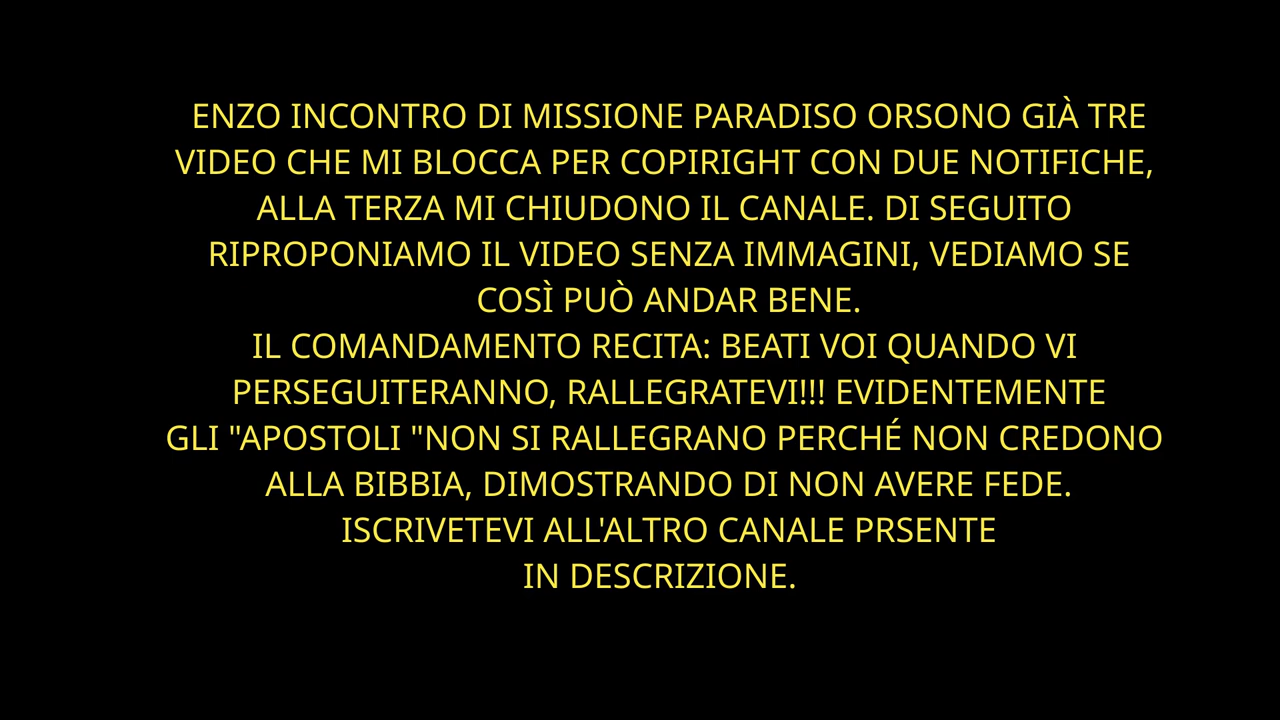 ENZO INCONTRO DI MISSIONE PARADISO ORSONO GIÀ TRE
VIDEO CHE MI BLOCCA PER COPIRIGHT CON DUE NOTIFICHE,
ALLA TERZA MI CHIUDONO IL CANALE. DI SEGUITO
RIPROPONIAMO IL VIDEO SENZA IMMAGINI, VEDIAMO SE
COSÌ PUÒ ANDAR BENE.
IL COMANDAMENTO RECITA: BEATI VOI QUANDO VI
PERSEGUITERANNO, RALLEGRATEVI!!! EVIDENTEMENTE
GLI "APOSTOLI "NON SI RALLEGRANO PERCHÉ NON CREDONO
ALLA BIBBIA, DIMOSTRANDO DI NON AVERE FEDE.
ISCRIVETEVI ALL'ALTRO CANALE PRSENTE
IN DESCRIZIONE.